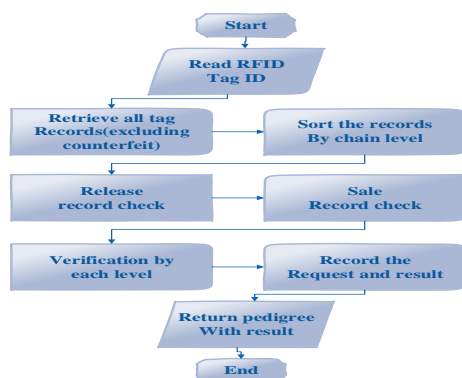 Start
Read RFID
Tag ID
Retrieve all tag
Records(excluding
counterfeit)
Sort the records
By chain level
Release
record check
Sale
Record check
Verification by
each level
Record the
Request and result
Return pedigree
With result
End